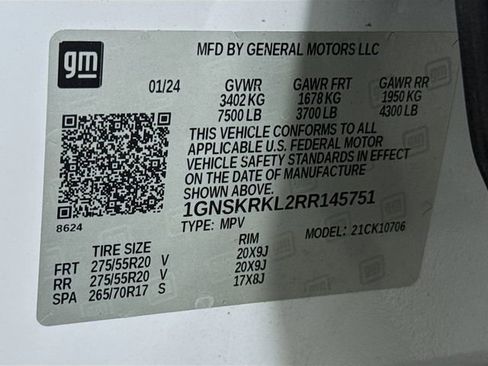 gm
MFD BY GENERAL MOTORS LLC
01/24 GVWR GAWR FRT GAWR RR
3402 KG 1678 KG 1950 KG
7500 LB 3700 LB 4300 LB
THIS VEHICLE CONFORMS TO ALL
APPLICABLE U.S. FEDERAL MOTOR
VEHICLE SAFETY STANDARDS IN EFFECT
ON THE DATE OF MANUFACTURE
SHOWN ABOVE.
8624
1GNSKRKL2RR145751
TYPE: MPV MODEL: 21CK10706
TIRE SIZE RIM
FRT 275/55R20 V 20X9J
RR 275/55R20 V 20X9J
SPA 265/70R17 S 17X8J